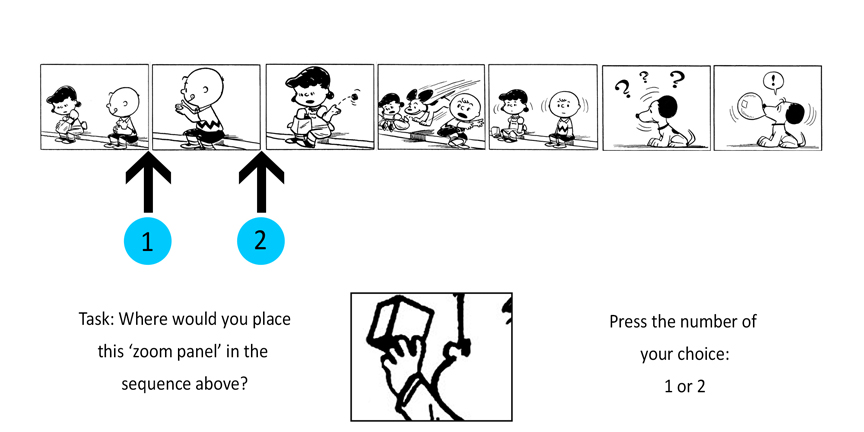 ? ? ?
!
1
2
Task: Where would you place
this ‘zoom panel’ in the
sequence above?
Press the number of
your choice:
1 or 2